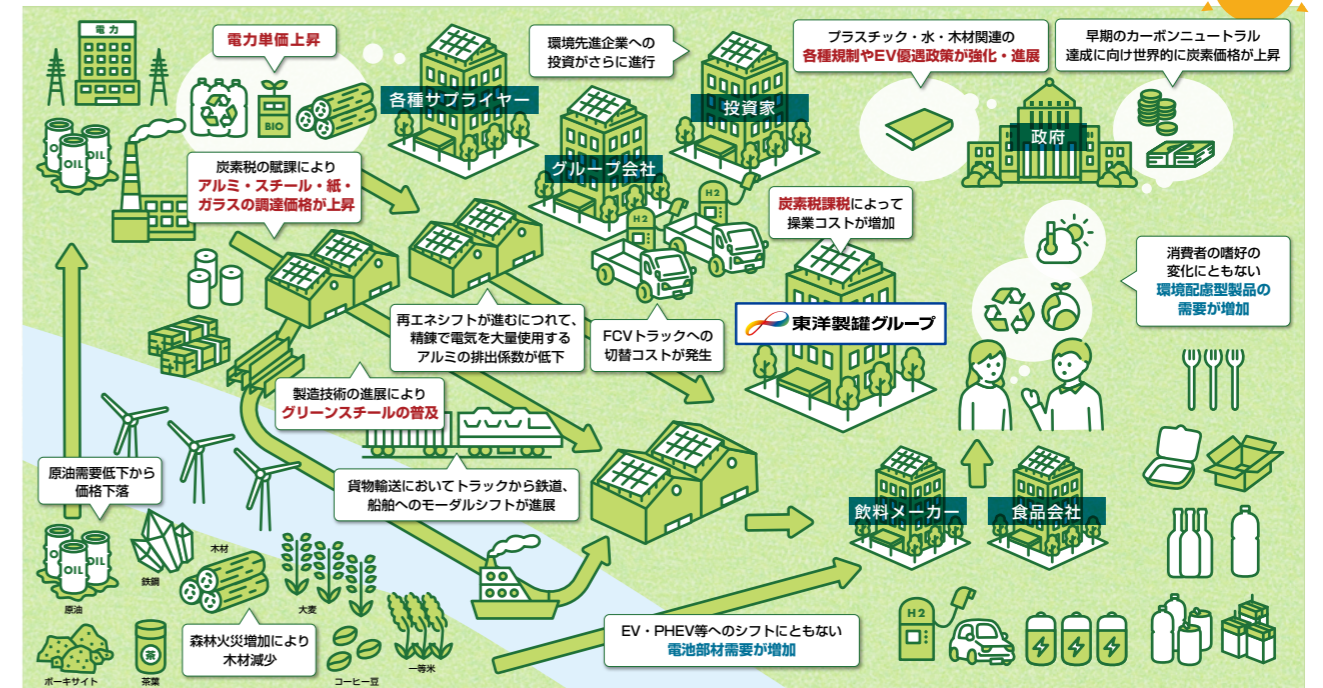 電力
電力単価上昇
環境先進企業への
投資がさらに進行
プラスチック・水・木材関連の
各種規制やEV優遇政策が強化・進展
早期のカーボンニュートラル
達成に向け世界的に炭素価格が上昇
各種サプライヤー
投資家
政府
OIL
OIL
OIL
BIO
グループ会社
炭素税の賦課により
アルミ・スチール・紙・
ガラスの調達価格が上昇
H2
H2
炭素税課税によって
操業コストが増加
消費者の嗜好の
変化にともない
環境配慮型製品の
需要が増加
再エネシフトが進むにつれて、
精錬で電気を大量使用する
アルミの排出係数が低下
FCVトラックへの
切替コストが発生
東洋製罐グループ
製造技術の進展により
グリーンスチールの普及
原油需要低下から
価格下落
貨物輸送においてトラックから鉄道、
船舶へのモーダルシフトが進展
飲料メーカー
食品会社
OIL
OIL
OIL
原油
鉄鋼
木材
大麦
森林火災増加により
木材減少
ボーキサイト
茶
茶葉
コーヒー豆
一等米
EV・PHEV等へのシフトにともない
電池部材需要が増加
H2